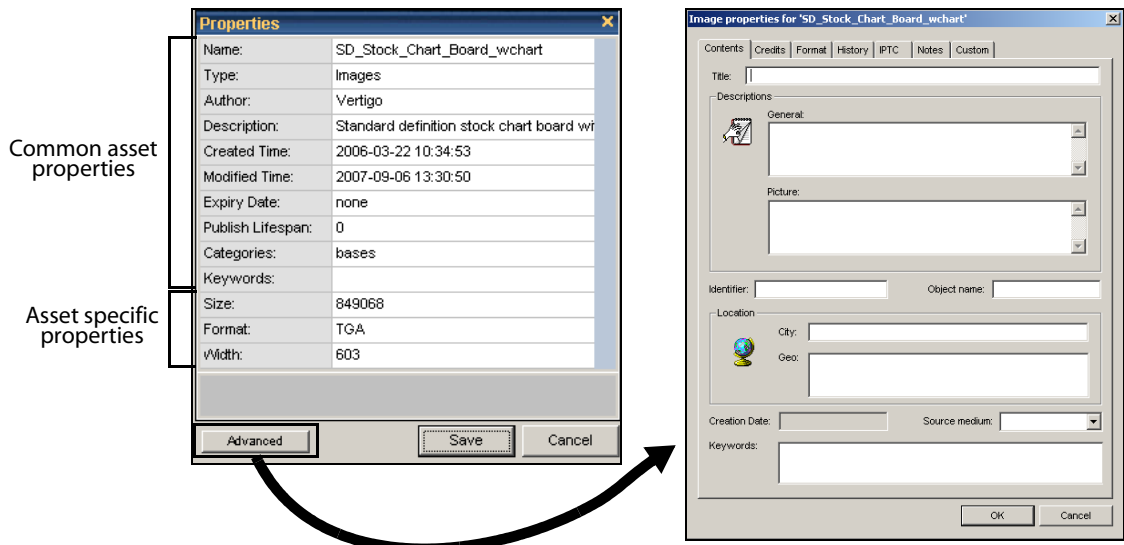 Common asset
properties
Asset specific
properties
Properties
Name: SD_Stock_Chart_Board_wchart
Type: Images
Author: Vertigo
Description: Standard definition stock chart board wi
Created Time: 2006-03-22 10:34:53
Modified Time: 2007-09-06 13:30:50
Expiry Date: none
Publish Lifespan: 0
Categories: bases
Keywords:
Size: 849068
Format: TGA
Width: 603
Advanced Save Cancel
Image properties for 'SD_Stock_Chart_Board_wchart'
Contents Credits Format History IPTC Notes Custom
Title:
Descriptions
General:
Picture:
Identifier: Object name:
Location
City:
Geo:
Creation Date: Source medium:
Keywords:
OK Cancel